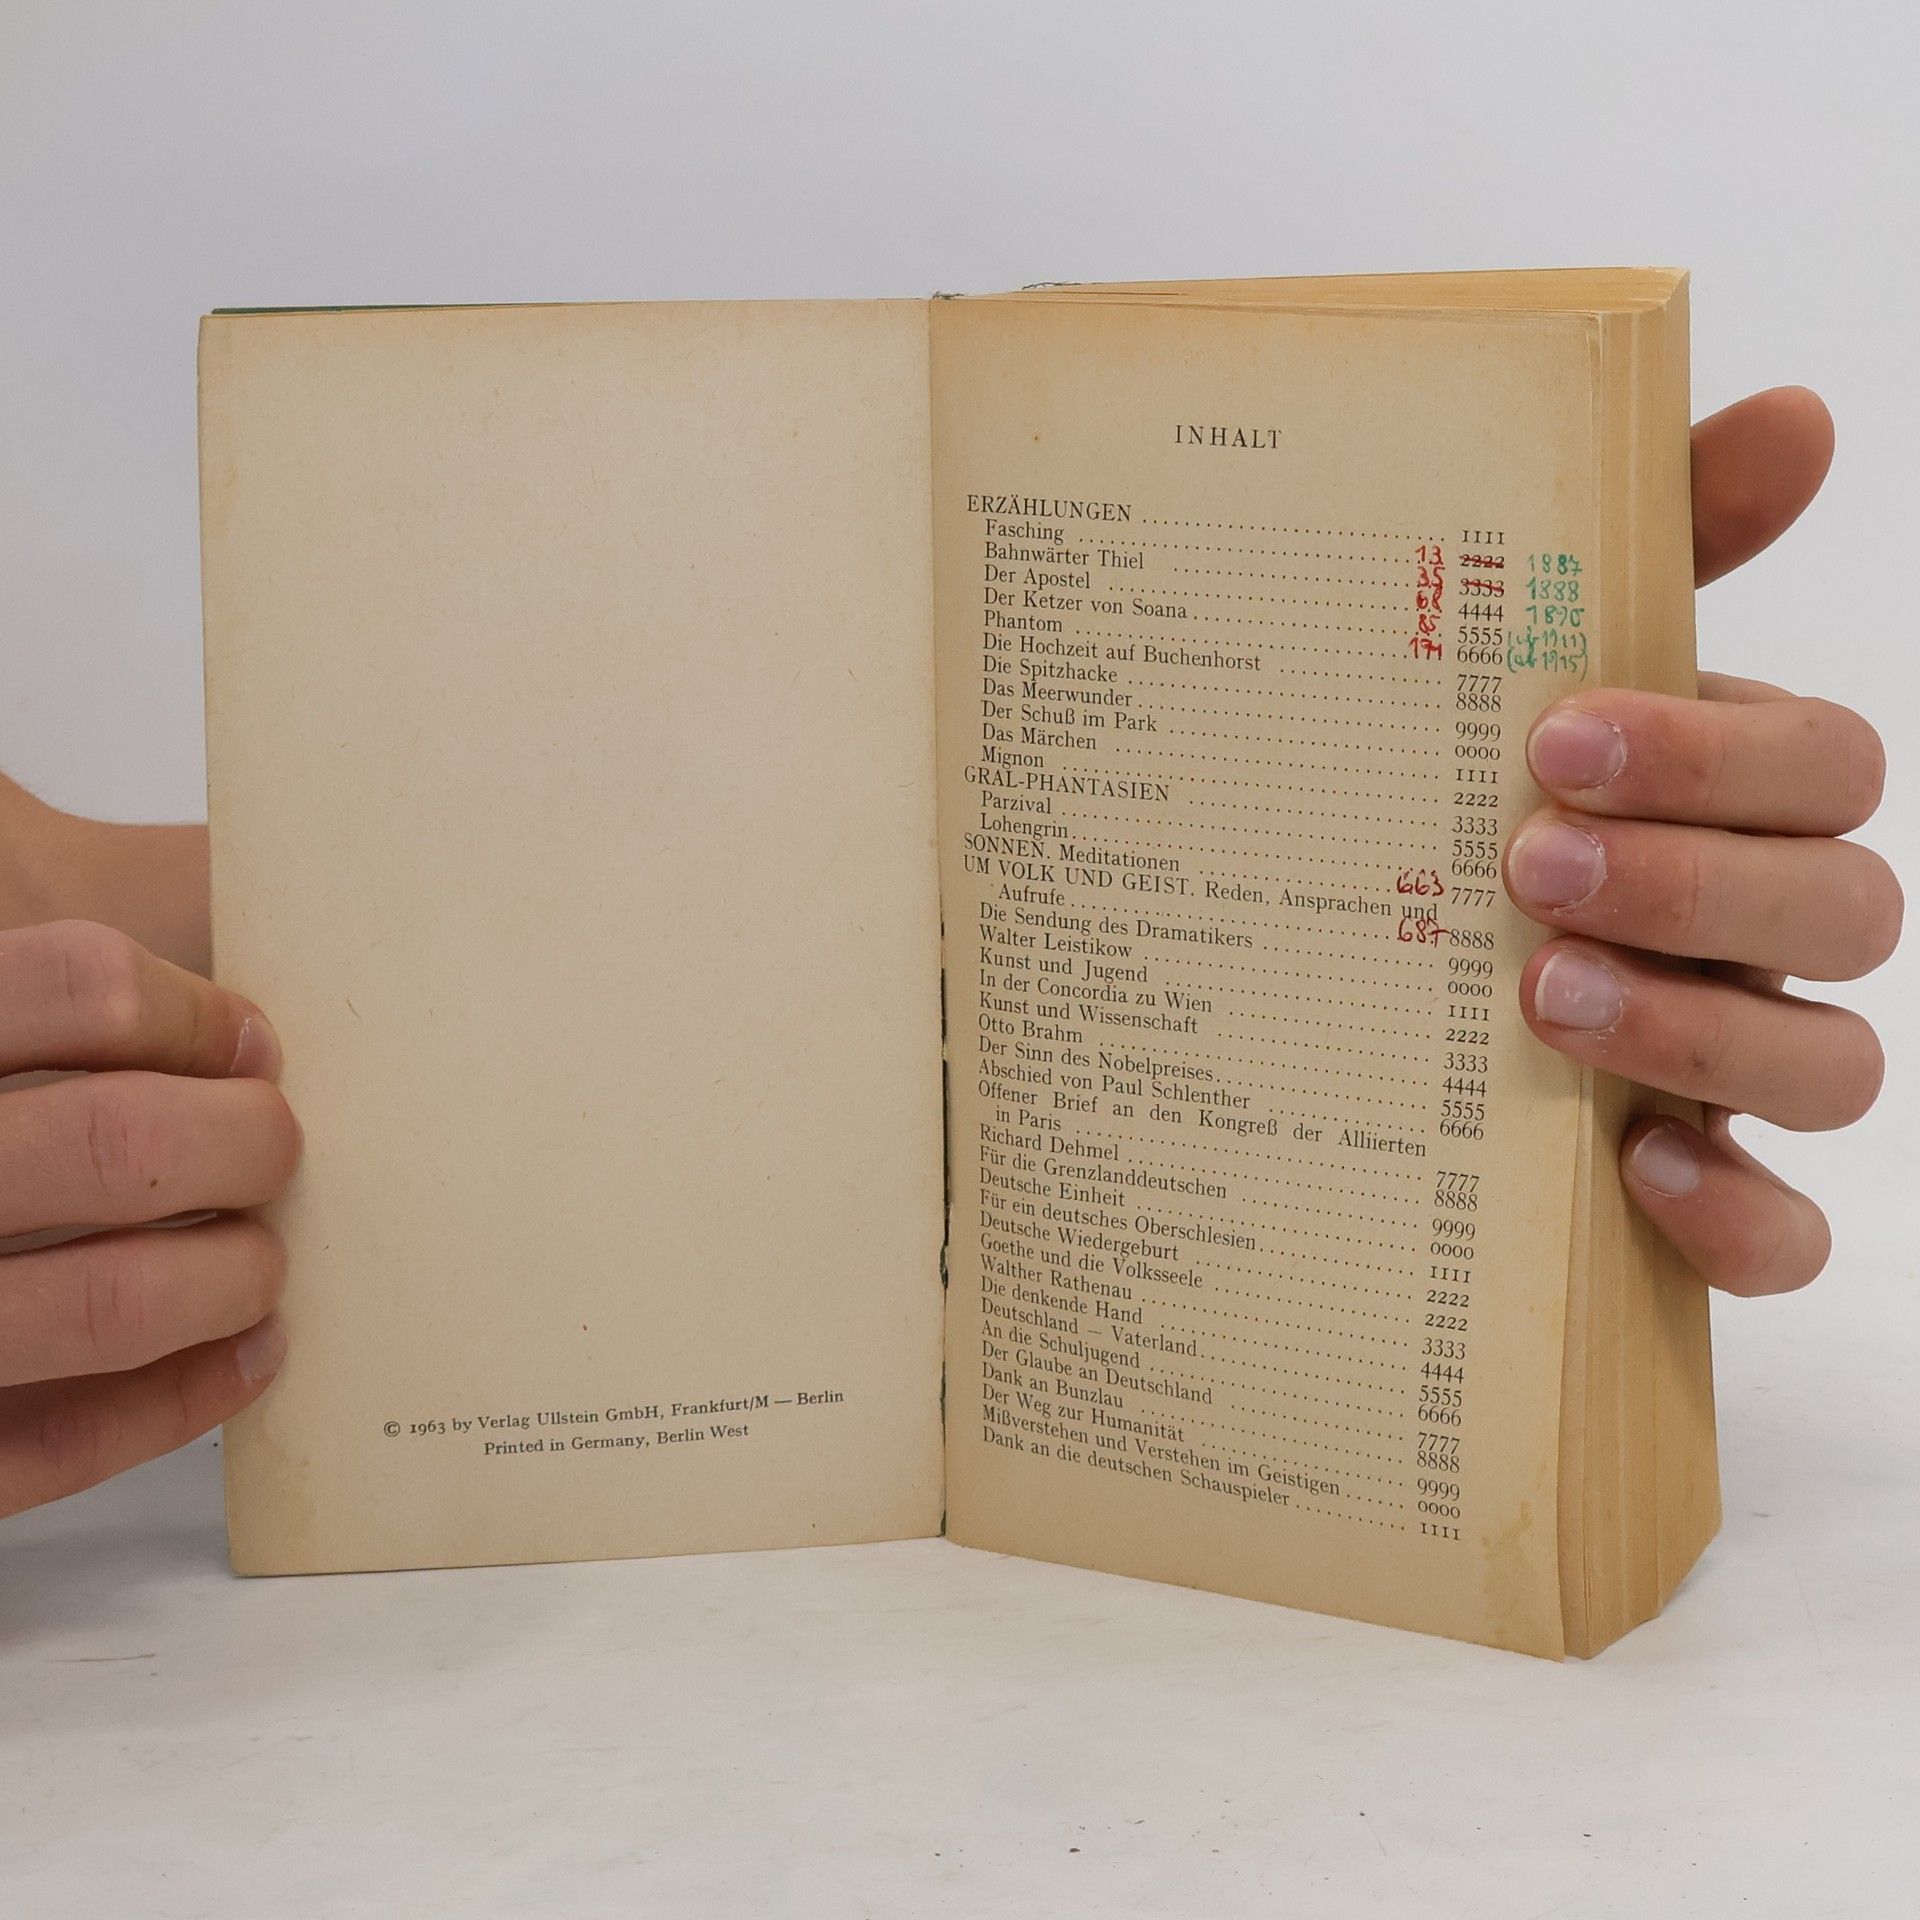 © 1963 by Verlag Ullstein GmbH, Frankfurt/M — Berlin
Printed in Germany, Berlin West
INHALT
ERZÄHLUNGEN .......... IIII
Fasching .......... 13 2222 1887
Bahnwärter Thiel .......... 35 3333 1888
Der Apostel .......... 68 4444 1890
Der Ketzer von Soana .......... 85 5555 (ab 1911)
Phantom .......... 171 6666 (ab 1915)
Die Hochzeit auf Buchenhorst .......... 7777
Die Spitzhacke .......... 8888
Das Meerwunder .......... 9999
Der Schuß im Park .......... 0000
Das Märchen .......... IIII
Mignon .......... 2222
GRAL-PHANTASIEN .......... 3333
Parzival .......... 5555
Lohengrin .......... 6666
SONNEN. Meditationen .......... 663 7777
UM VOLK UND GEIST. Reden, Ansprachen und
Aufrufe .......... 687 8888
Die Sendung des Dramatikers .......... 9999
Walter Leistikow .......... 0000
Kunst und Jugend .......... IIII
In der Concordia zu Wien .......... 2222
Kunst und Wissenschaft .......... 3333
Otto Brahm .......... 4444
Der Sinn des Nobelpreises .......... 5555
Abschied von Paul Schlenther .......... 6666
Offener Brief an den Kongreß der Alliierten
in Paris .......... 7777
Richard Dehmel .......... 8888
Für die Grenzlanddeutschen .......... 9999
Deutsche Einheit .......... 0000
Für ein deutsches Oberschlesien .......... IIII
Deutsche Wiedergeburt .......... 2222
Goethe und die Volksseele .......... 2222
Walther Rathenau .......... 3333
Die denkende Hand .......... 4444
Deutschland — Vaterland .......... 5555
An die Schuljugend .......... 6666
Der Glaube an Deutschland .......... 7777
Dank an Bunzlau .......... 8888
Der Weg zur Humanität .......... 9999
Mißverstehen und Verstehen im Geistigen .......... 0000
Dank an die deutschen Schauspieler .......... IIII